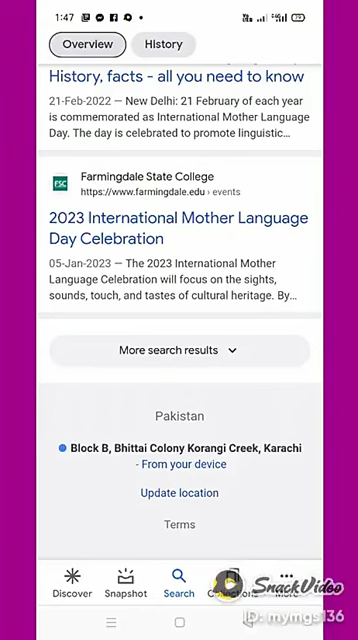 1:47
Overview
History
History, facts - all you need to know
21-Feb-2022 — New Delhi: 21 February of each year
is commemorated as International Mother Language
Day. The day is celebrated to promote linguistic...
FSC
Farmingdale State College
https://www.farmingdale.edu › events
2023 International Mother Language
Day Celebration
05-Jan-2023 — The 2023 International Mother
Language Celebration will focus on the sights,
sounds, touch, and tastes of cultural heritage. By...
More search results
Pakistan
Block B, Bhittai Colony Korangi Creek, Karachi
- From your device
Update location
Terms
Discover
Snapshot
Search
SnackVideo
ID: mymgs136